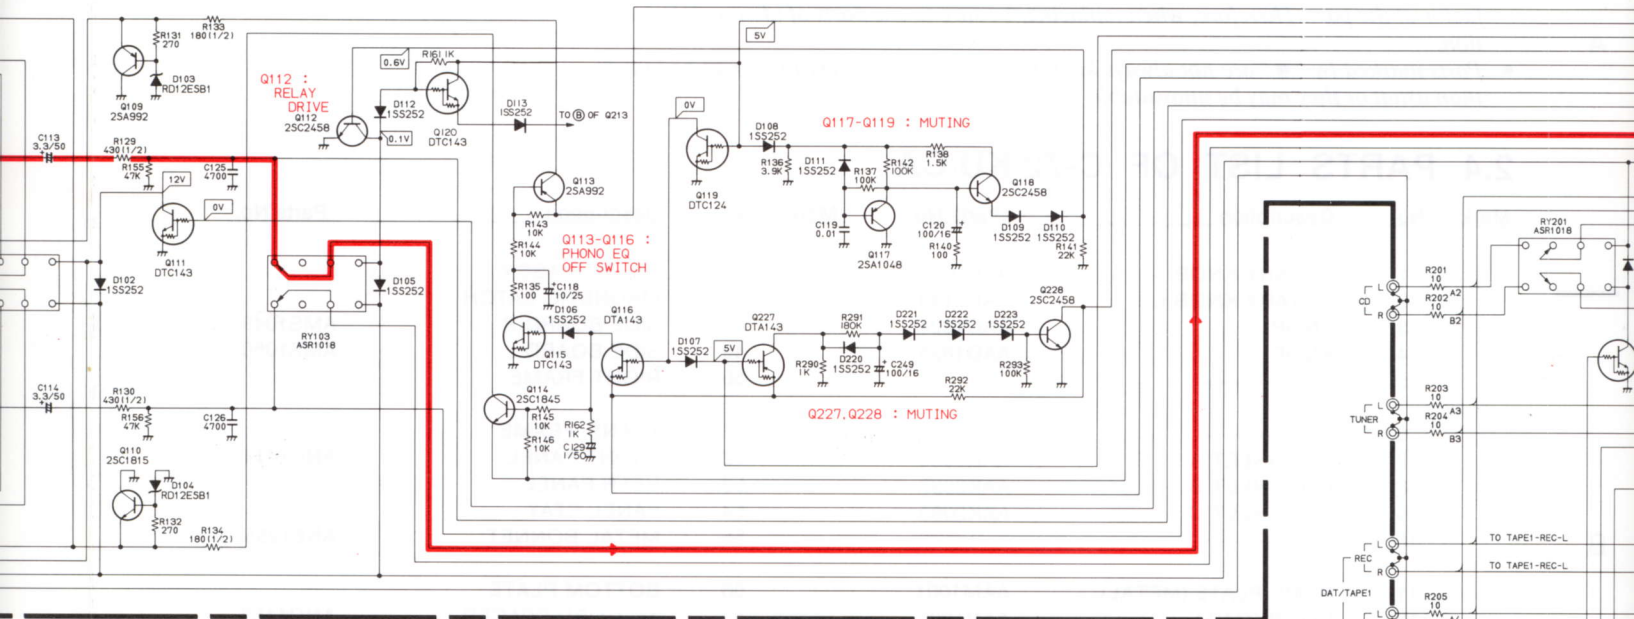 R133
180(1/2)
R131
270
D103
RD12ESB1
Q109
2SA992
Q112 :
RELAY
DRIVE
Q112
2SC2458
0.6V
R161 1K
D112
1SS252
0.1V
Q120
DTC143
D113
1SS252
TO Ⓑ OF Q213
5V
0V
Q119
DTC124
D108
1SS252
Q117-Q119 : MUTING
R136
3.9K
D111
1SS252
R137
100K
R142
100K
R138
1.5K
Q118
2SC2458
C119
0.01
Q117
2SA1048
C120
100/16
R140
100
D109
1SS252
D110
1SS252
R141
22K
C113
3.3/50
R129
430(1/2)
R155
47K
C125
4700
12V
0V
Q111
DTC143
D102
1SS252
RY103
ASR1018
D105
1SS252
Q113
2SA992
R143
10K
R144
10K
Q113-Q116 :
PHONO EQ
OFF SWITCH
R135
100
C118
10/25
D106
1SS252
Q115
DTC143
Q116
DTA143
D107
1SS252
5V
Q227
DTA143
R291
180K
D221
1SS252
D222
1SS252
D223
1SS252
Q228
2SC2458
R290
1K
D220
1SS252
C249
100/16
R293
100K
R292
22K
Q227.Q228 : MUTING
Q114
2SC1845
R145
10K
R146
10K
R162
1K
C129
1/50
C114
3.3/50
R130
430(1/2)
R156
47K
C126
4700
Q110
2SC1815
D104
RD12ESB1
R132
270
R134
180(1/2)
RY201
ASR1018
L
CD
R
R201
10
A2
R202
10
B2
L
TUNER
R
R203
10
A3
R204
10
B3
L
REC
R
TO TAPE1-REC-L
TO TAPE1-REC-L
DAT/TAPE1
L
R205
10